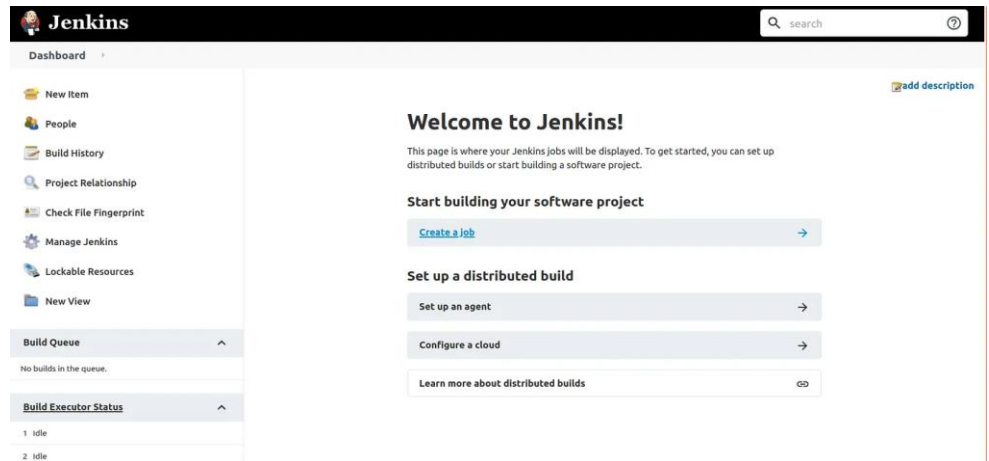 Jenkins
search
Dashboard
add description
New Item
People
Build History
Project Relationship
Check File Fingerprint
Manage Jenkins
Lockable Resources
New View
Build Queue
No builds in the queue.
Build Executor Status
1 Idle
2 Idle
Welcome to Jenkins!
This page is where your Jenkins jobs will be displayed. To get started, you can set up
distributed builds or start building a software project.
Start building your software project
Create a job
Set up a distributed build
Set up an agent
Configure a cloud
Learn more about distributed builds